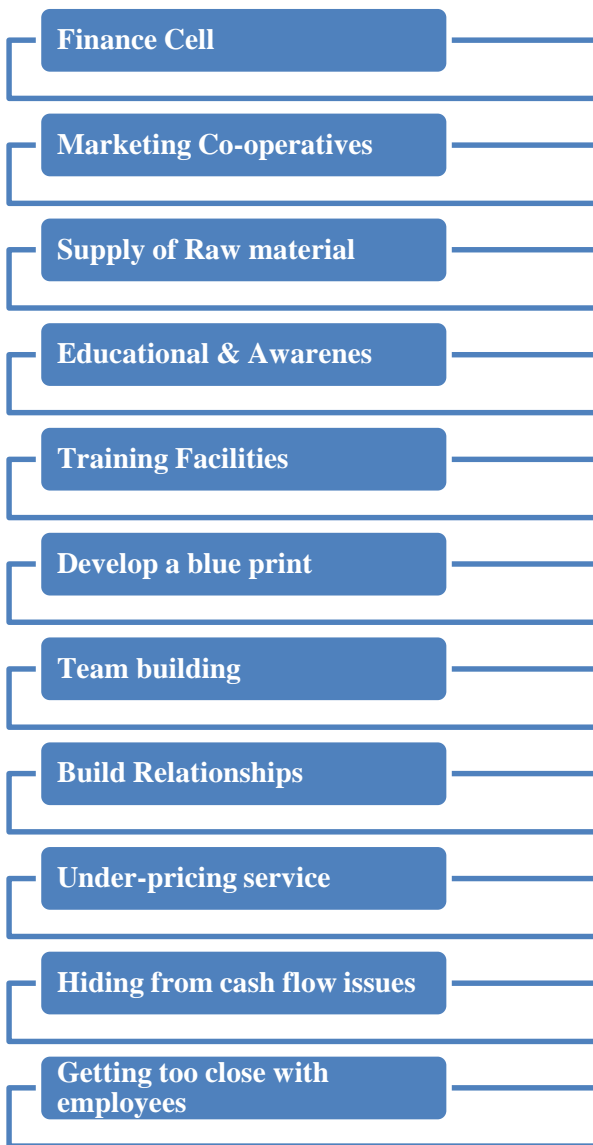 Finance Cell
Marketing Co-operatives
Supply of Raw material
Educational & Awarenes
Training Facilities
Develop a blue print
Team building
Build Relationships
Under-pricing service
Hiding from cash flow issues
Getting too close with
employees